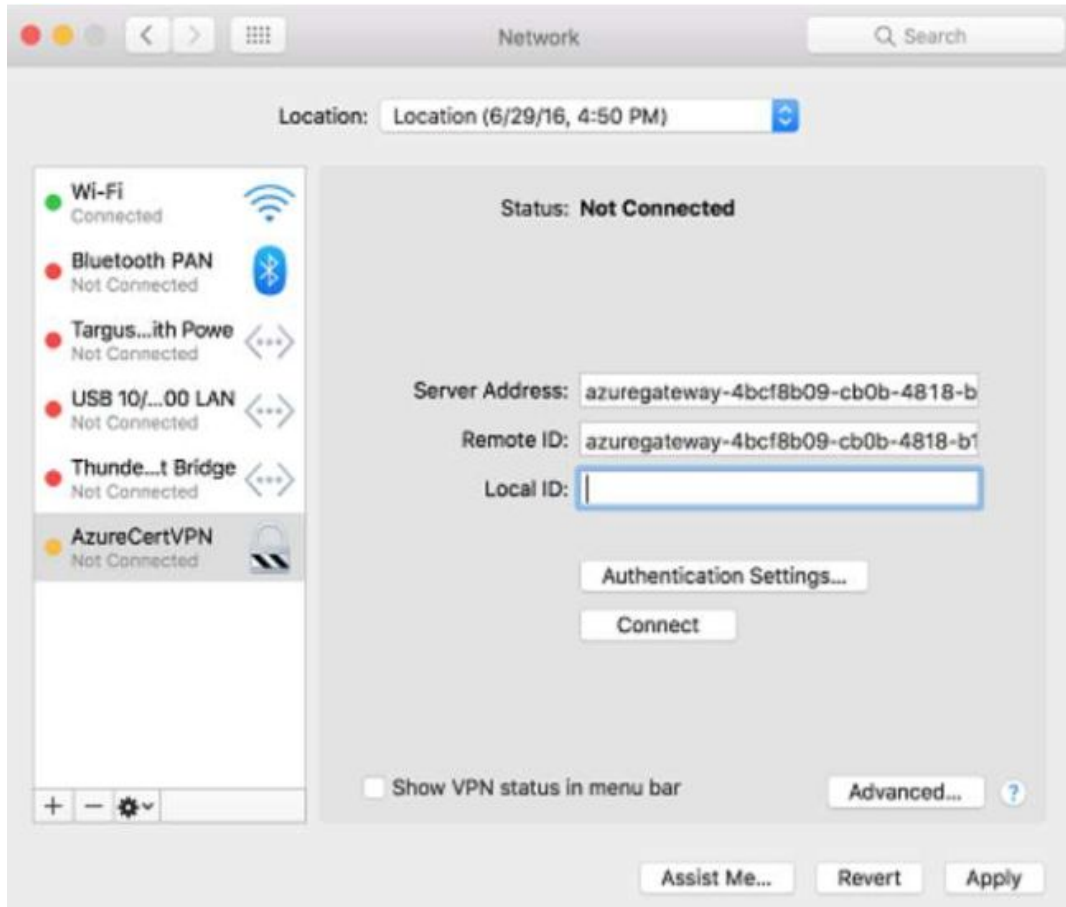 Network
Search
Location: Location (6/29/16, 4:50 PM)
Wi-Fi
Connected
Bluetooth PAN
Not Connected
Targus...ith Powe
Not Connected
USB 10/...00 LAN
Not Connected
Thunde...t Bridge
Not Connected
AzureCertVPN
Not Connected
Status: Not Connected
Server Address: azuregateway-4bcf8b09-cb0b-4818-b
Remote ID: azuregateway-4bcf8b09-cb0b-4818-b1
Local ID:
Authentication Settings...
Connect
Show VPN status in menu bar
Advanced... ?
+ −
Assist Me... Revert Apply